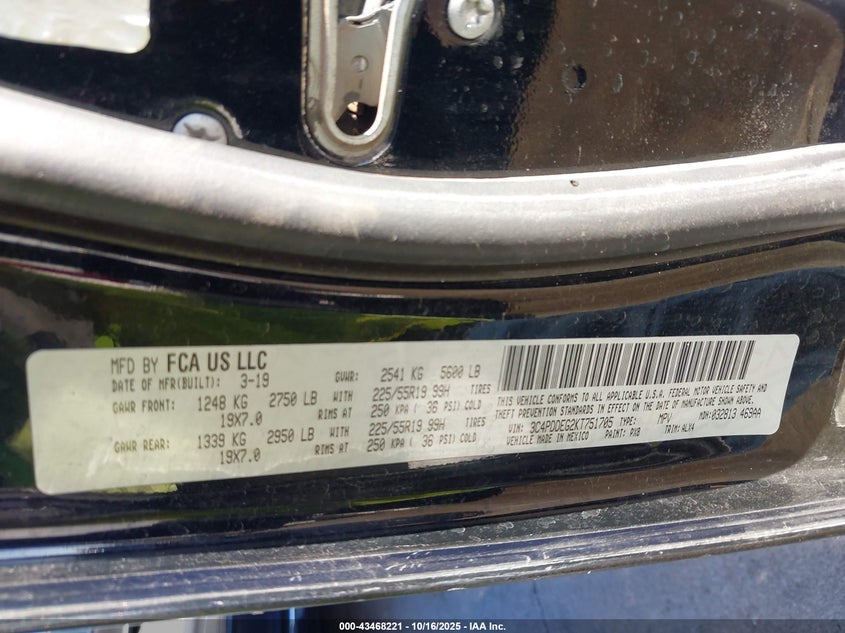 MFD BY FCA US LLC
DATE OF MFR(BUILT): 3-19 GVWR: 2541 KG 5600 LB
GAWR FRONT: 1248 KG 2750 LB WITH 225/55R19 99H TIRES
19X7.0 RIMS AT 250 KPA ( 36 PSI) COLD
GAWR REAR: 1339 KG 2950 LB WITH 225/55R19 99H TIRES
19X7.0 RIMS AT 250 KPA ( 36 PSI) COLD
THIS VEHICLE CONFORMS TO ALL APPLICABLE U.S.A. FEDERAL MOTOR VEHICLE SAFETY AND
THEFT PREVENTION STANDARDS IN EFFECT ON THE DATE OF MANUFACTURE SHOWN ABOVE.
VIN: 3C4PDDEG2KT751705 TYPE: MPV MDH:032813 469AA
VEHICLE MADE IN MEXICO PAINT: PX8 TRIM:ALX4
000-43468221 - 10/16/2025 - IAA Inc.